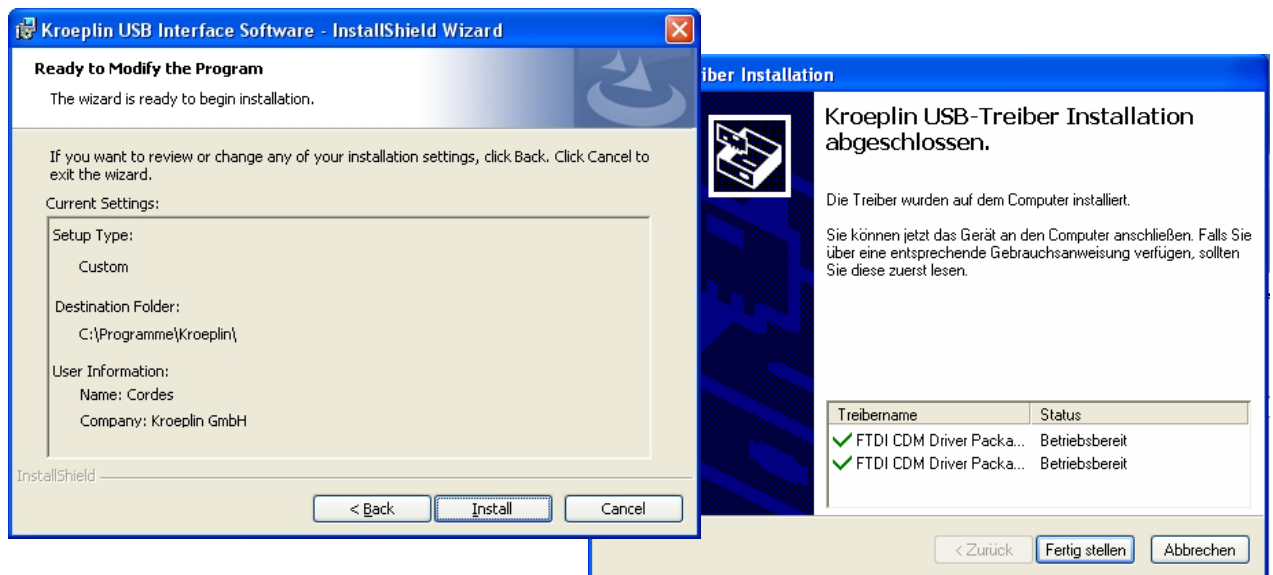 Kroeplin USB Interface Software - InstallShield Wizard
Ready to Modify the Program
The wizard is ready to begin installation.
If you want to review or change any of your installation settings, click Back. Click Cancel to
exit the wizard.
Current Settings:
Setup Type:
Custom
Destination Folder:
C:\Programme\Kroeplin\
User Information:
Name: Cordes
Company: Kroeplin GmbH
InstallShield
< Back
Install
Cancel
iber Installation
Kroeplin USB-Treiber Installation
abgeschlossen.
Die Treiber wurden auf dem Computer installiert.
Sie können jetzt das Gerät an den Computer anschließen. Falls Sie
über eine entsprechende Gebrauchsanweisung verfügen, sollten
Sie diese zuerst lesen.
Treibername Status
FTDI CDM Driver Packa... Betriebsbereit
FTDI CDM Driver Packa... Betriebsbereit
< Zurück
Fertig stellen
Abbrechen